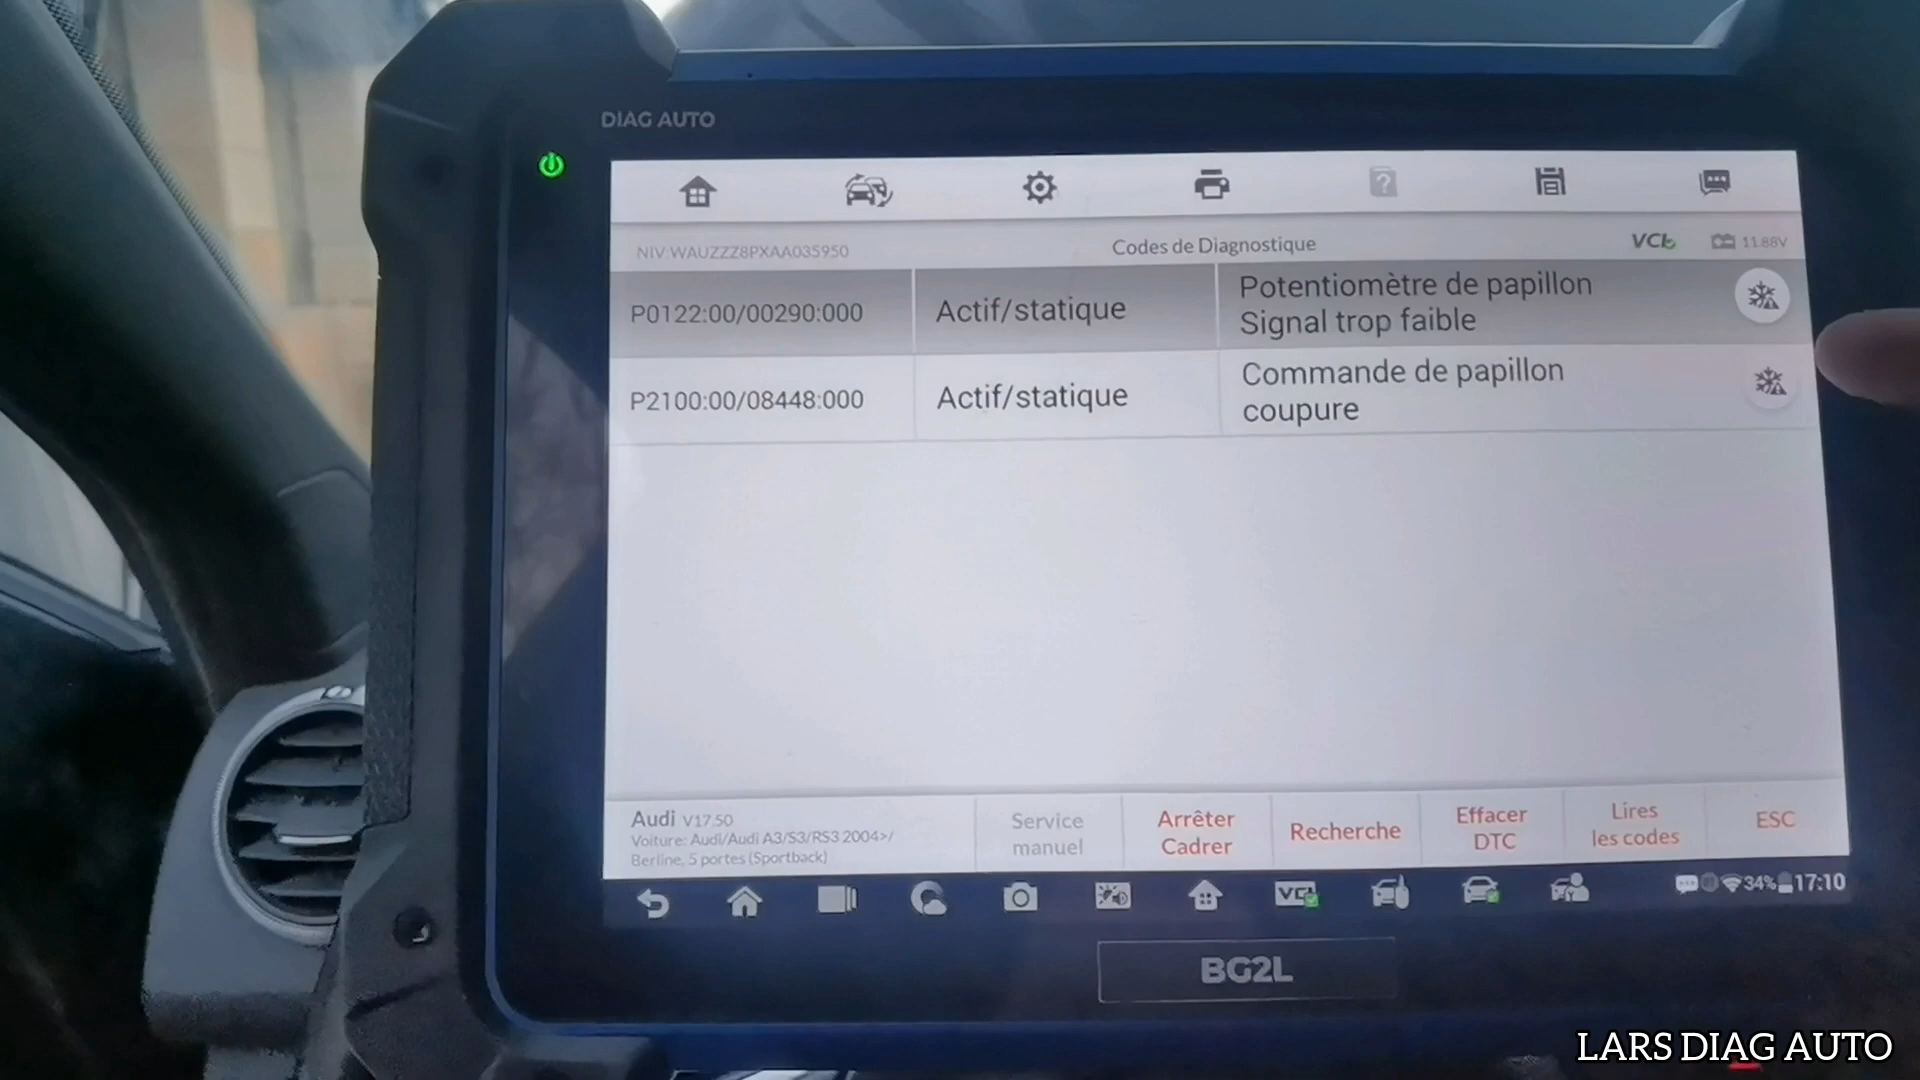 DIAG AUTO
NIV:WAUZZZ8PXAA035950
Codes de Diagnostique
VCI
11.88V
P0122:00/00290:000
Actif/statique
Potentiomètre de papillon
Signal trop faible
P2100:00/08448:000
Actif/statique
Commande de papillon
coupure
Audi V17.50
Voiture: Audi/Audi A3/S3/RS3 2004>/
Berline, 5 portes (Sportback)
Service
manuel
Arrêter
Cadrer
Recherche
Effacer
DTC
Lires
les codes
ESC
VCI
34%
17:10
BG2L
LARS DIAG AUTO